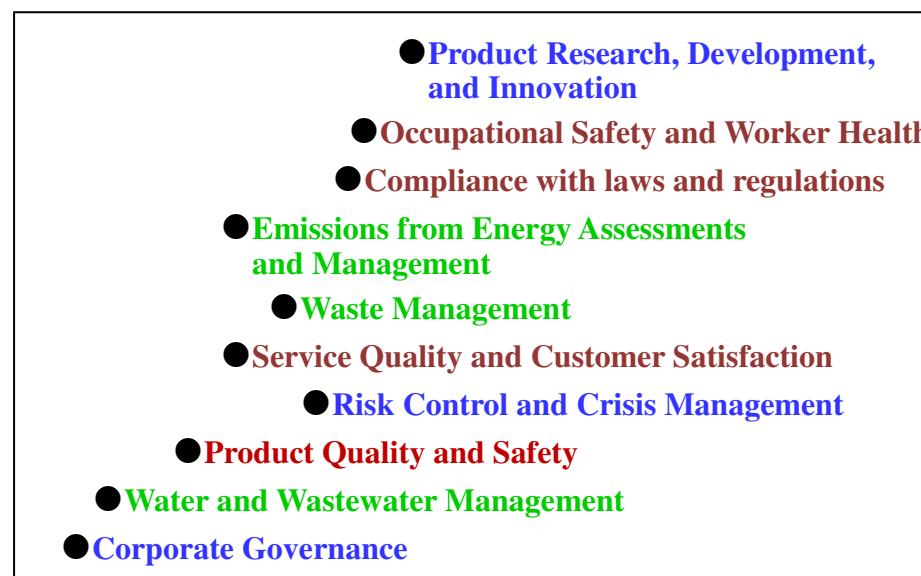 ● Product Research, Development,
and Innovation
● Occupational Safety and Worker Health
● Compliance with laws and regulations
● Emissions from Energy Assessments
and Management
● Waste Management
● Service Quality and Customer Satisfaction
● Risk Control and Crisis Management
● Product Quality and Safety
● Water and Wastewater Management
● Corporate Governance